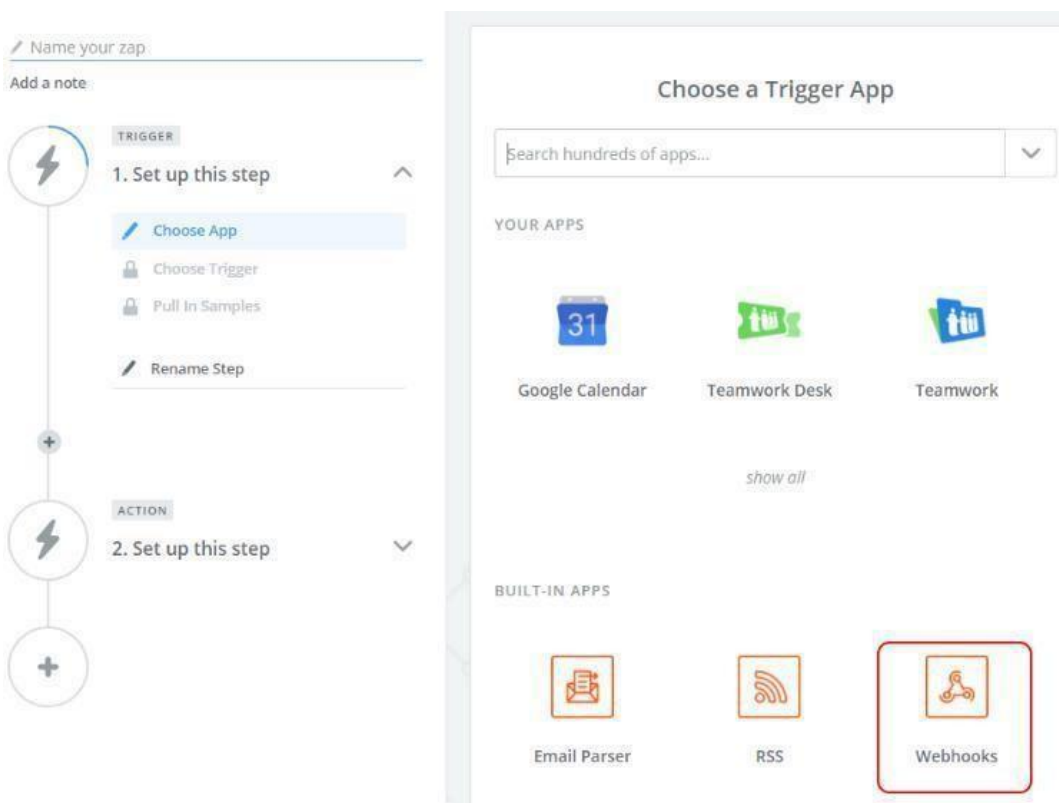 Name your zap
Add a note
TRIGGER
1. Set up this step
Choose App
Choose Trigger
Pull In Samples
Rename Step
ACTION
2. Set up this step
Choose a Trigger App
Search hundreds of apps...
YOUR APPS
31
Google Calendar
Teamwork Desk
Teamwork
show all
BUILT-IN APPS
Email Parser
RSS
Webhooks